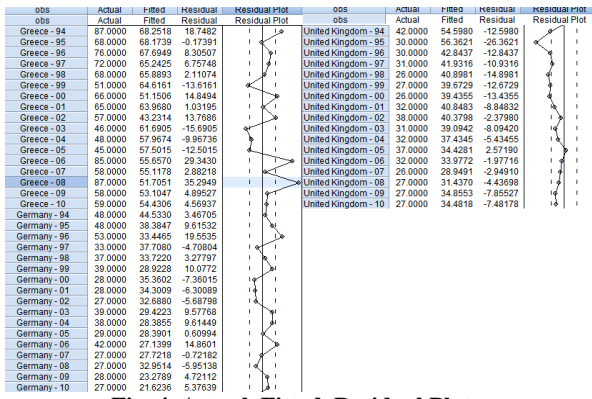 obs Actual Fitted Residual Residual Plot
Greece - 94 87.0000 68.2518 18.7482
Greece - 95 68.0000 68.1739 -0.17391
Greece - 96 76.0000 67.6949 8.30507
Greece - 97 72.0000 65.2425 6.75748
Greece - 98 68.0000 65.8893 2.11074
Greece - 99 51.0000 64.6161 -13.6161
Greece - 00 66.0000 51.1506 14.8494
Greece - 01 65.0000 63.9680 1.03195
Greece - 02 57.0000 43.2314 13.7686
Greece - 03 46.0000 61.6905 -15.6905
Greece - 04 48.0000 57.9674 -9.96736
Greece - 05 45.0000 57.5015 -12.5015
Greece - 06 85.0000 55.6570 29.3430
Greece - 07 58.0000 55.1178 2.88218
Greece - 08 87.0000 51.7051 35.2949
Greece - 09 58.0000 53.1047 4.89527
Greece - 10 59.0000 54.4306 4.56937
Germany - 94 48.0000 44.5330 3.46705
Germany - 95 48.0000 38.3847 9.61532
Germany - 96 53.0000 33.4465 19.5535
Germany - 97 33.0000 37.7080 -4.70804
Germany - 98 37.0000 33.7220 3.27797
Germany - 99 39.0000 28.9228 10.0772
Germany - 00 28.0000 35.3602 -7.36015
Germany - 01 28.0000 34.3009 -6.30089
Germany - 02 27.0000 32.6880 -5.68798
Germany - 03 39.0000 29.4223 9.57768
Germany - 04 38.0000 28.3855 9.61449
Germany - 05 29.0000 28.3901 0.60994
Germany - 06 42.0000 27.1399 14.8601
Germany - 07 27.0000 27.7218 -0.72182
Germany - 08 27.0000 32.9514 -5.95138
Germany - 09 28.0000 23.2789 4.72112
Germany - 10 27.0000 21.6236 5.37639
obs Actual Fitted Residual Residual Plot
United Kingdom - 94 42.0000 54.5980 -12.5980
United Kingdom - 95 30.0000 56.3621 -26.3621
United Kingdom - 96 30.0000 42.8437 -12.8437
United Kingdom - 97 31.0000 41.9316 -10.9316
United Kingdom - 98 26.0000 40.8981 -14.8981
United Kingdom - 99 27.0000 39.6729 -12.6729
United Kingdom - 00 26.0000 39.4355 -13.4355
United Kingdom - 01 32.0000 40.8483 -8.84832
United Kingdom - 02 38.0000 40.3798 -2.37980
United Kingdom - 03 31.0000 39.0942 -8.09420
United Kingdom - 04 32.0000 37.4345 -5.43455
United Kingdom - 05 37.0000 34.4281 2.57190
United Kingdom - 06 32.0000 33.9772 -1.97716
United Kingdom - 07 26.0000 28.9491 -2.94910
United Kingdom - 08 27.0000 31.4370 -4.43698
United Kingdom - 09 27.0000 34.8553 -7.85527
United Kingdom - 10 27.0000 34.4818 -7.48178